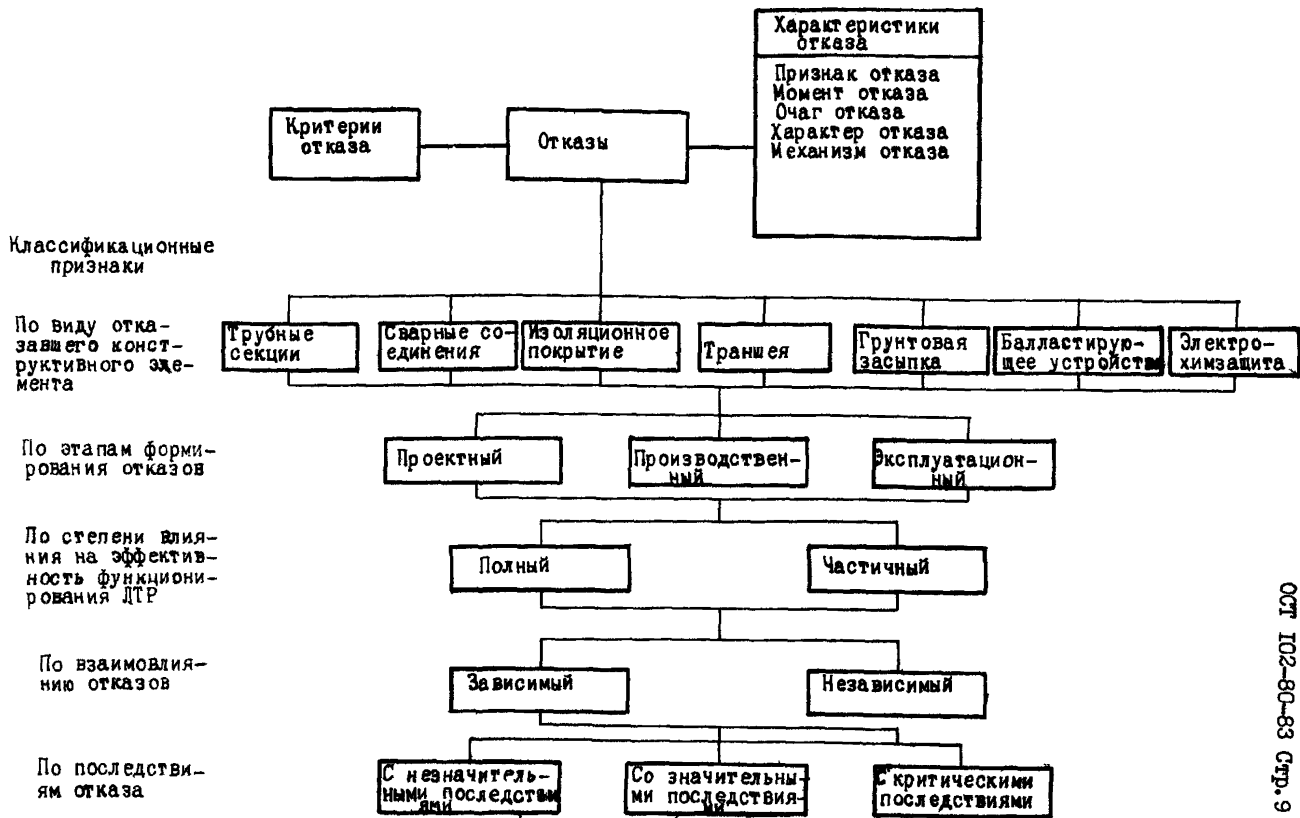 Характеристики
отказа
Признак отказа
Момент отказа
Очаг отказа
Характер отказа
Механизм отказа
Критерии
отказа
Отказы
Классификационные
признаки
По виду отка-
завшего конст-
руктивного эле-
мента
Трубные
секции
Сварные со-
единения
Изоляционное
покрытие
Траншея
Грунтовая
засыпка
Балластирую-
щее устройство
Электро-
химзащита
По этапам форми-
рования отказов
Проектный
Производствен-
ный
Эксплуатацион-
ный
По степени влия-
ния на эффектив-
ность функциони-
рования ЛТР
Полный
Частичный
По взаимовлия-
нию отказов
Зависимый
Независимый
По последстви-
ям отказа
С незначитель-
ными последстви
ями
Со значительны-
ми последствия-
ми
С критическими
последствиями
ОСТ I02-80-83 Стр.9